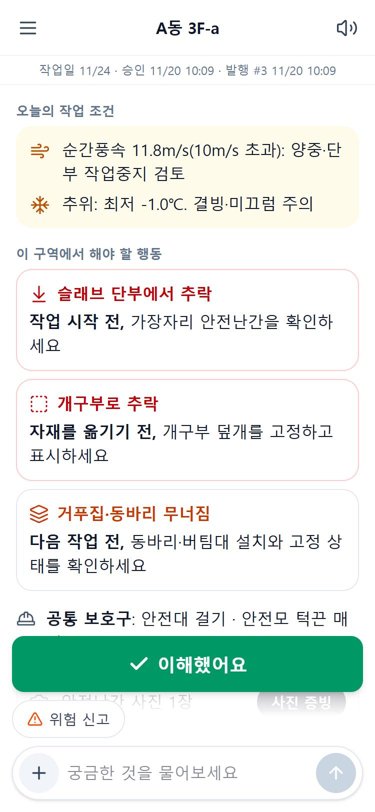 A동 3F-a
작업일 11/24 · 승인 11/20 10:09 · 발행 #3 11/20 10:09
오늘의 작업 조건
순간풍속 11.8m/s(10m/s 초과): 양중·단
부 작업중지 검토
추위: 최저 -1.0℃. 결빙·미끄럼 주의
이 구역에서 해야 할 행동
슬래브 단부에서 추락
작업 시작 전, 가장자리 안전난간을 확인하
세요
개구부로 추락
자재를 옮기기 전, 개구부 덮개를 고정하고
표시하세요
거푸집·동바리 무너짐
다음 작업 전, 동바리·버팀대 설치와 고정 상
태를 확인하세요
공통 보호구: 안전대 걸기 · 안전모 턱끈 매
이해했어요
안전난간 사진 1장
사진 증빙
위험 신고
궁금한 것을 물어보세요